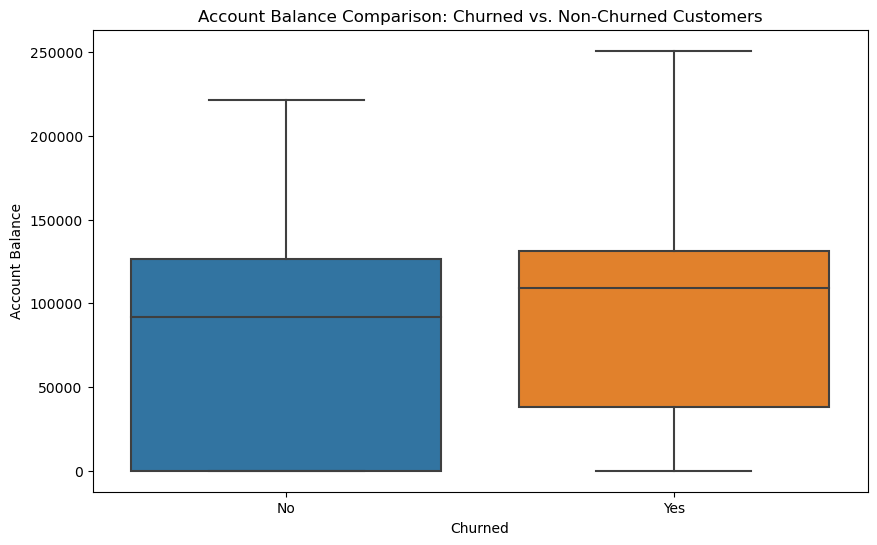 Account Balance Comparison: Churned vs. Non-Churned Customers
250000
200000
150000
100000
50000
0
Account Balance
No
Yes
Churned